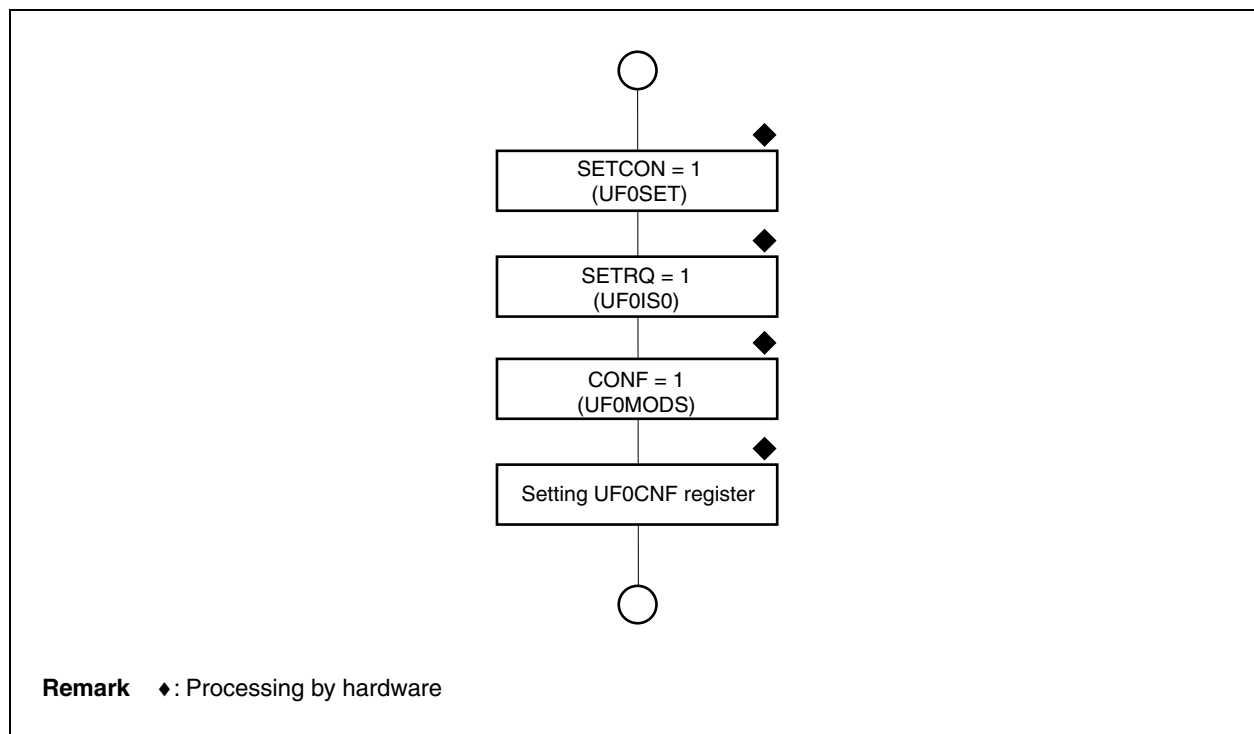 SETCON = 1
(UF0SET)
SETRQ = 1
(UF0IS0)
CONF = 1
(UF0MODS)
Setting UF0CNF register
Remark ♦: Processing by hardware